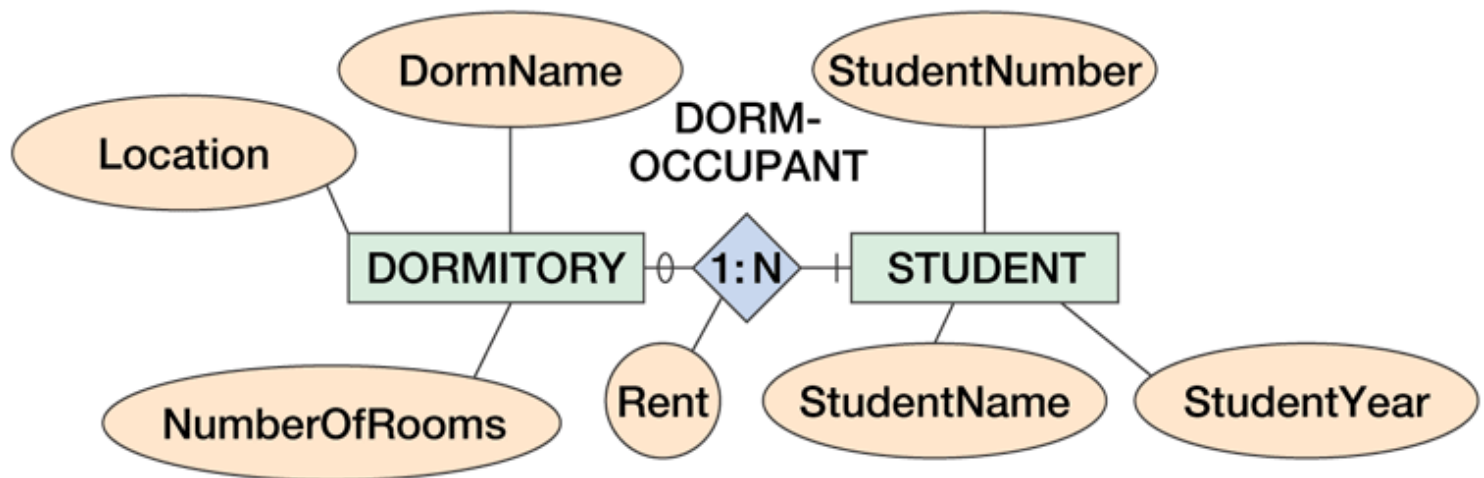 DormName
StudentNumber
DORM-
OCCUPANT
Location
DORMITORY
1:N
STUDENT
NumberOfRooms
Rent
StudentName
StudentYear